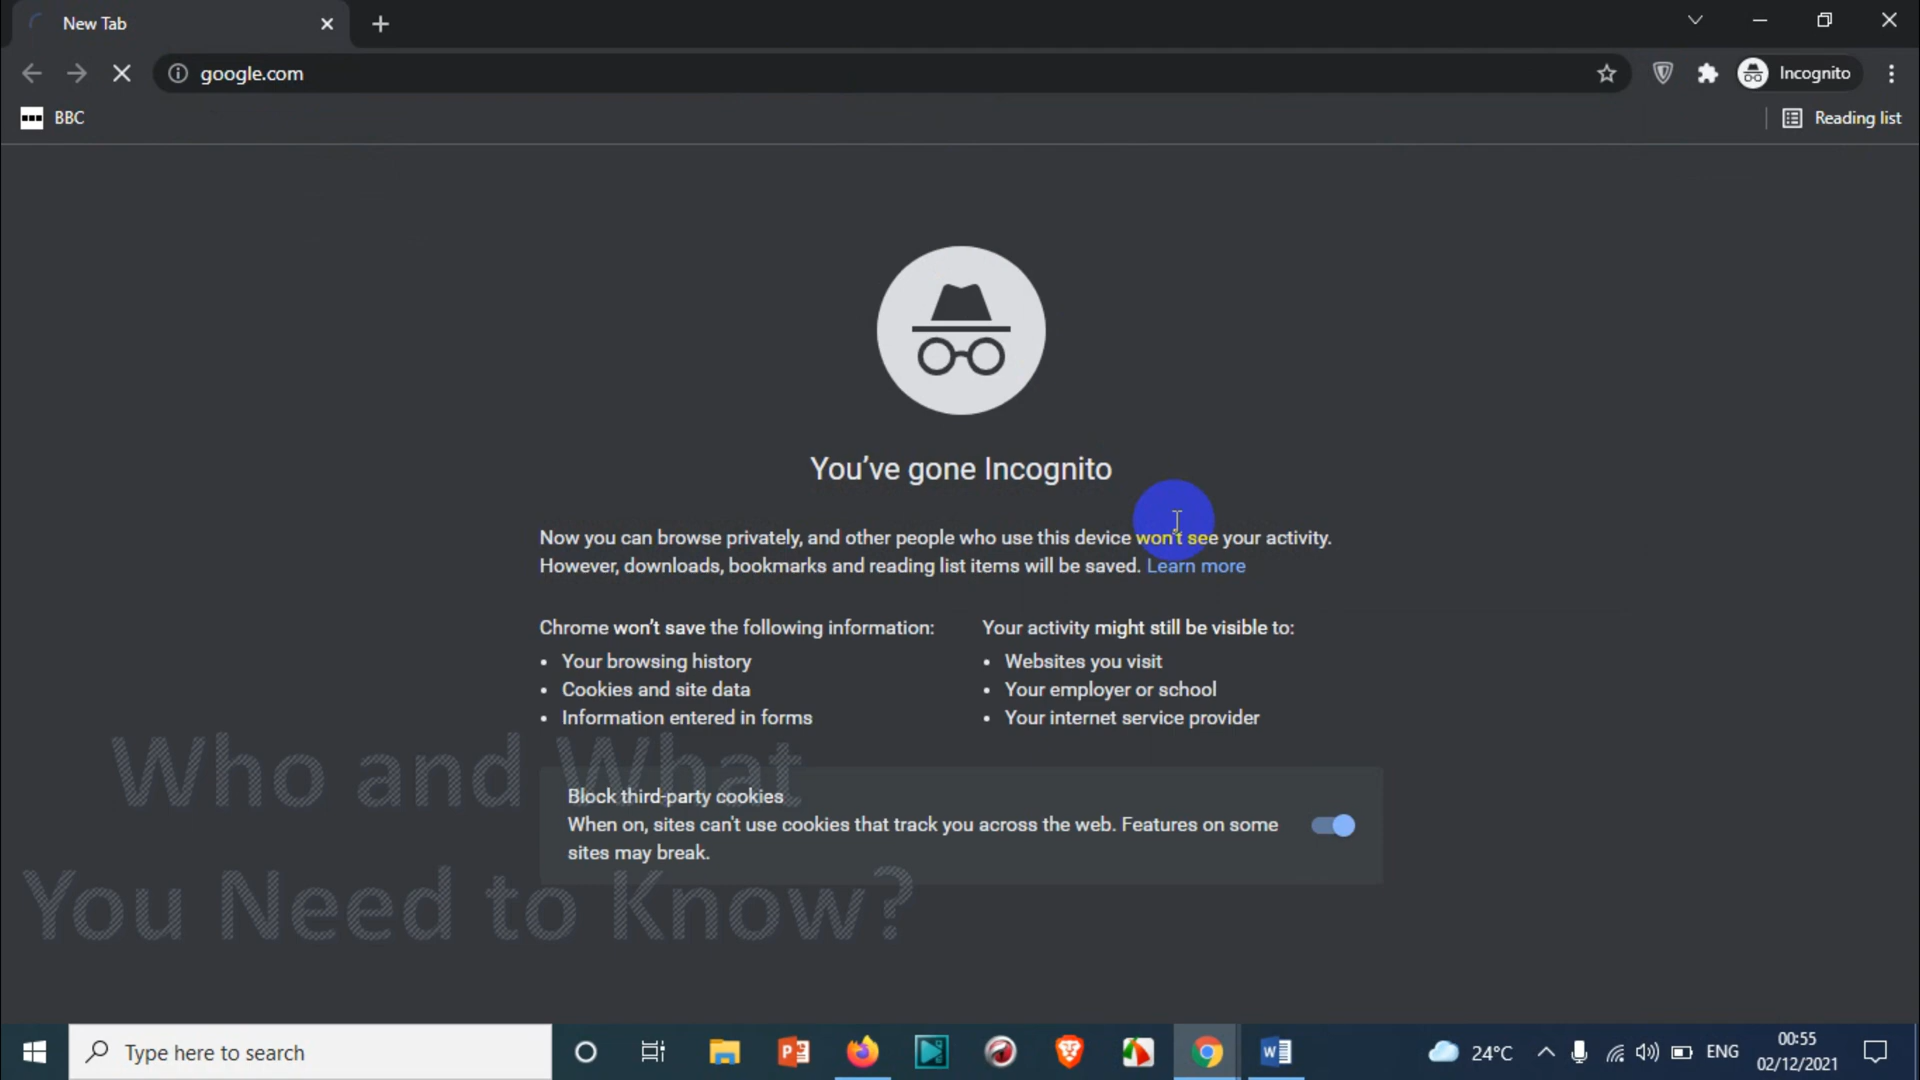 New Tab
google.com
Incognito
BBC
Reading list
You've gone Incognito
Now you can browse privately, and other people who use this device won't see your activity.
However, downloads, bookmarks and reading list items will be saved. Learn more
Chrome won't save the following information:
• Your browsing history
• Cookies and site data
• Information entered in forms
Your activity might still be visible to:
• Websites you visit
• Your employer or school
• Your internet service provider
Block third-party cookies
When on, sites can't use cookies that track you across the web. Features on some
sites may break.
Who and What
You Need to Know?
Type here to search
24°C
ENG
00:55
02/12/2021